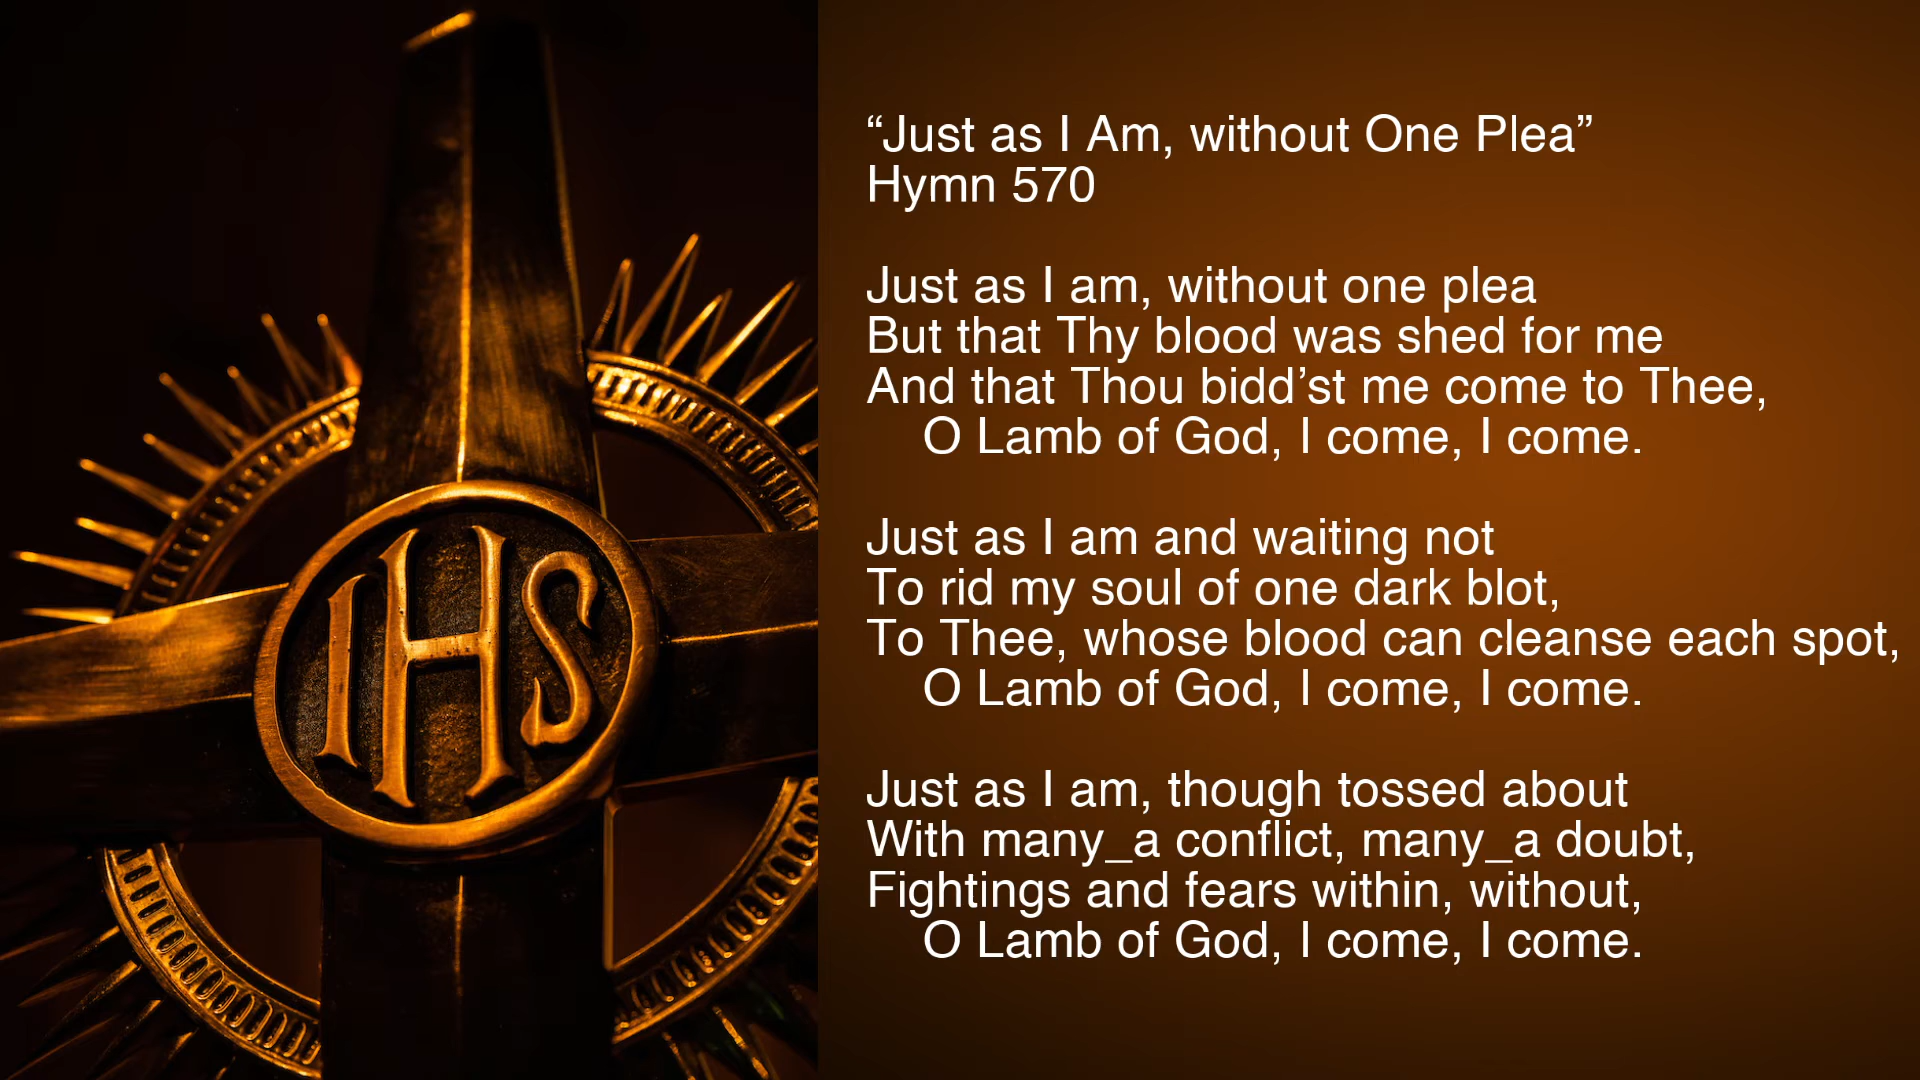 IHS
“Just as I Am, without One Plea”
Hymn 570
Just as I am, without one plea
But that Thy blood was shed for me
And that Thou bidd’st me come to Thee,
O Lamb of God, I come, I come.
Just as I am and waiting not
To rid my soul of one dark blot,
To Thee, whose blood can cleanse each spot,
O Lamb of God, I come, I come.
Just as I am, though tossed about
With many_a conflict, many_a doubt,
Fightings and fears within, without,
O Lamb of God, I come, I come.